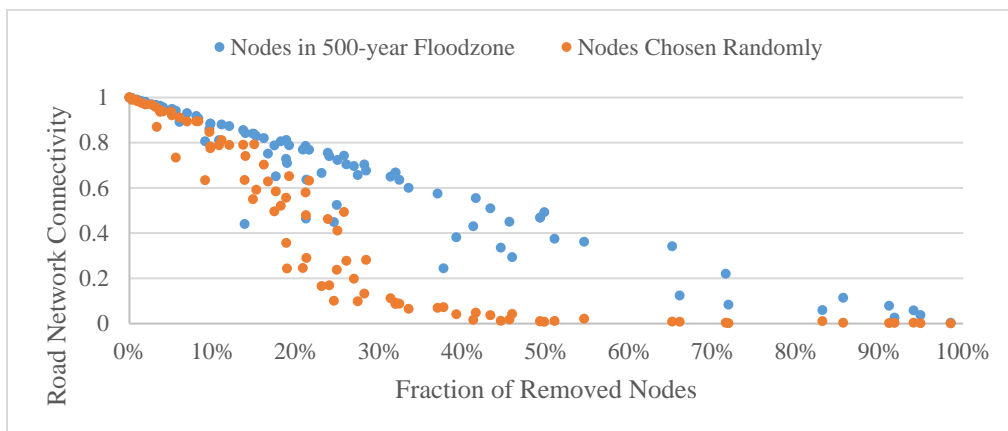 Nodes in 500-year Floodzone Nodes Chosen Randomly
Road Network Connectivity
1
0.8
0.6
0.4
0.2
0
0% 10% 20% 30% 40% 50% 60% 70% 80% 90% 100%
Fraction of Removed Nodes